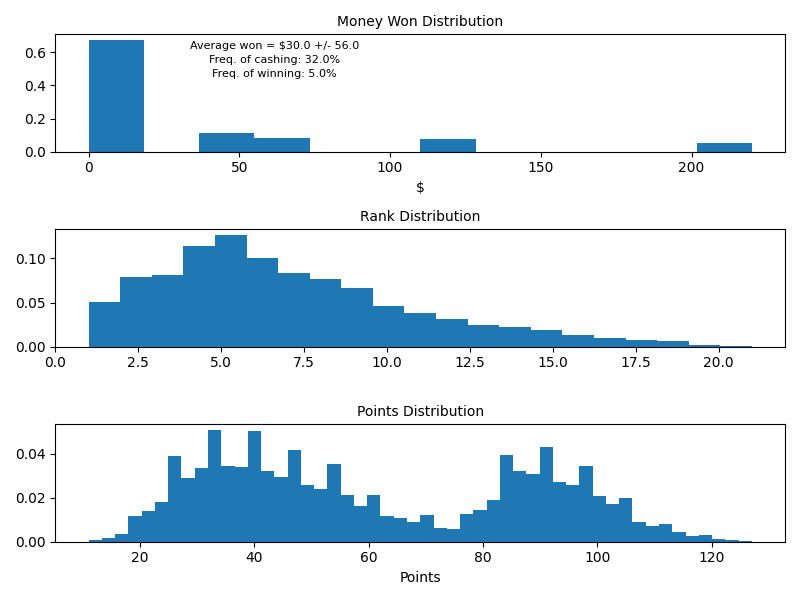 Money Won Distribution
Average won = $30.0 +/- 56.0
Freq. of cashing: 32.0%
Freq. of winning: 5.0%
0.6
0.4
0.2
0.0
0 50 100 150 200
$
Rank Distribution
0.10
0.05
0.00
0.0 2.5 5.0 7.5 10.0 12.5 15.0 17.5 20.0
Points Distribution
0.04
0.02
0.00
20 40 60 80 100 120
Points